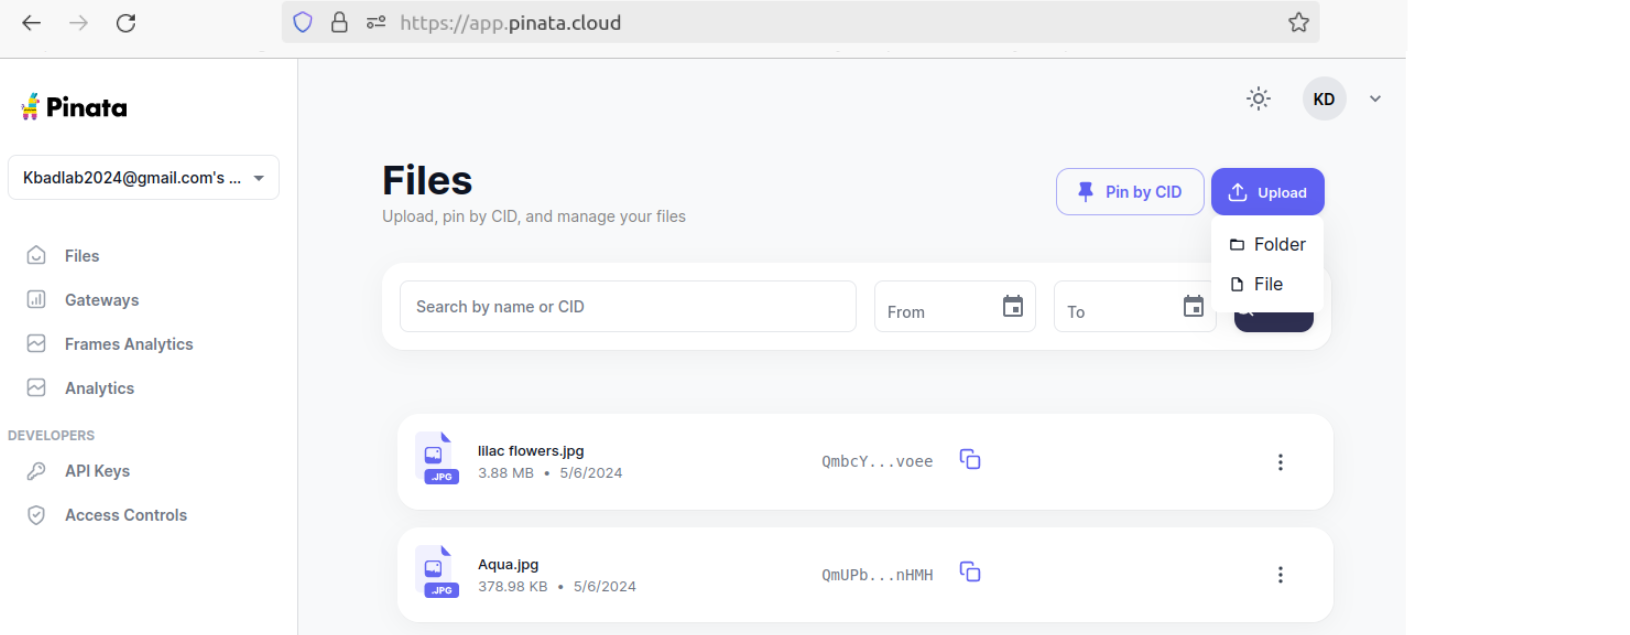 https://app.pinata.cloud
Pinata
KD
Kbadlab2024@gmail.com's ...
Files
Gateways
Frames Analytics
Analytics
DEVELOPERS
API Keys
Access Controls
Files
Upload, pin by CID, and manage your files
Pin by CID
Upload
Folder
File
Search by name or CID
From
To
lilac flowers.jpg
3.88 MB • 5/6/2024
.JPG
QmbcY...voee
Aqua.jpg
378.98 KB • 5/6/2024
.JPG
QmUPb...nHMH